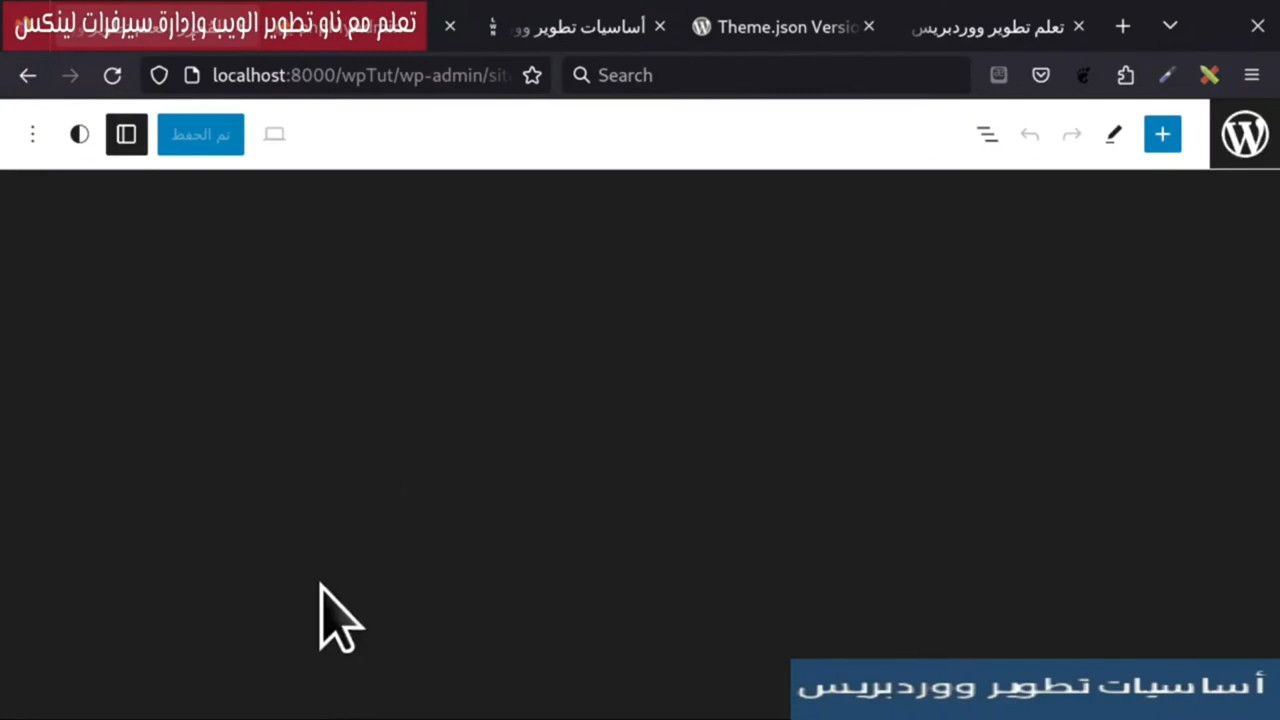 تعلم مع ناو تطوير الويب وإدارة سيرفرات لينكس
أساسيات تطوير وو
Theme.json Versio
تعلم تطوير ووردبريس
localhost:8000/wpTut/wp-admin/sit
Search
تم الحفظ
أساسيات تطوير ووردبريس